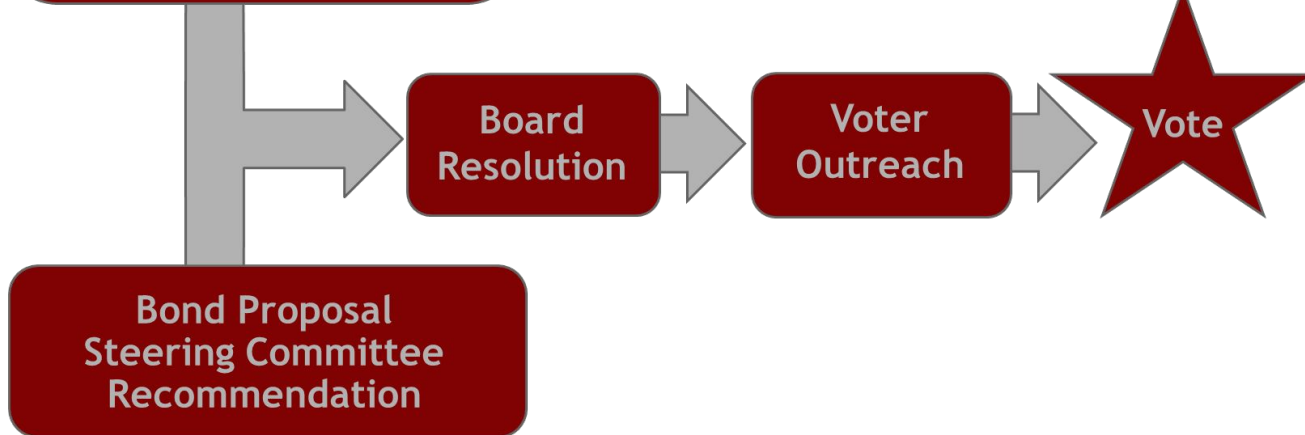 Board
Resolution
Voter
Outreach
Vote
Bond Proposal
Steering Committee
Recommendation